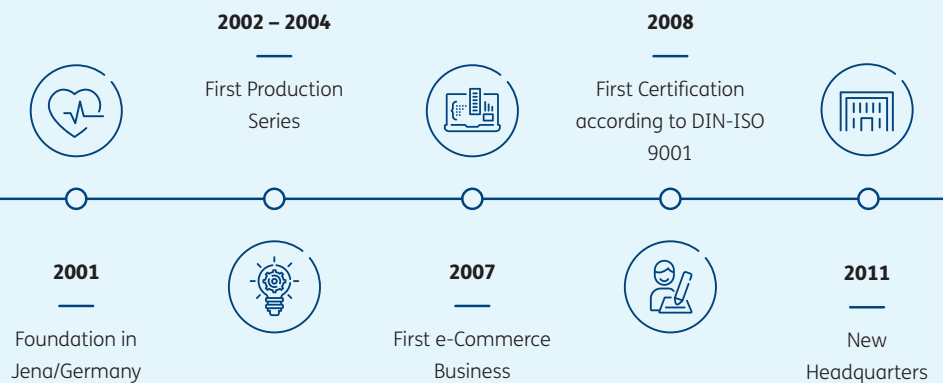 2002 – 2004
First Production
Series
2008
First Certification
according to DIN-ISO
9001
2001
Foundation in
Jena/Germany
2007
First e-Commerce
Business
2011
New
Headquarters